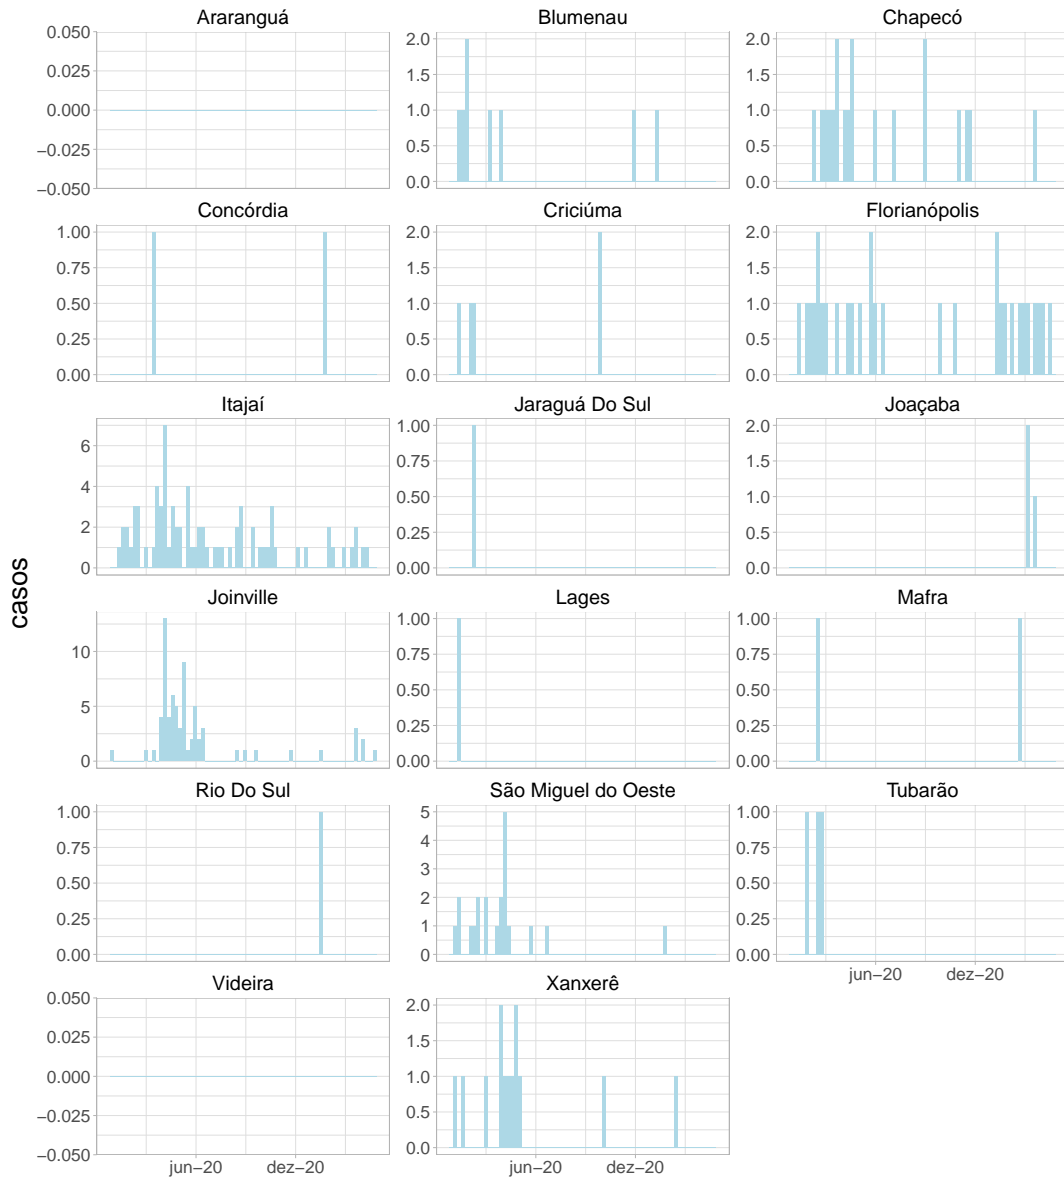 Araranguá Blumenau Chapecó
0.050 2.0 2.0
0.025 1.5 1.5
0.000 1.0 1.0
−0.025 0.5 0.5
−0.050 0.0 0.0
Concórdia Criciúma Florianópolis
1.00 2.0 2.0
0.75 1.5 1.5
0.50 1.0 1.0
0.25 0.5 0.5
0.00 0.0 0.0
Itajaí Jaraguá Do Sul Joaçaba
6 1.00 2.0
4 0.75 1.5
2 0.50 1.0
0 0.25 0.5
0.00 0.0
casos
Joinville Lages Mafra
10 1.00 1.00
5 0.75 0.75
0 0.50 0.50
0.25 0.25
0.00 0.00
Rio Do Sul São Miguel do Oeste Tubarão
1.00 5 1.00
0.75 4 0.75
0.50 3 0.50
0.25 2 0.25
0.00 1 0.00
0
jun−20 dez−20
Videira Xanxerê
0.050 2.0
0.025 1.5
0.000 1.0
−0.025 0.5
−0.050 0.0
jun−20 dez−20 jun−20 dez−20